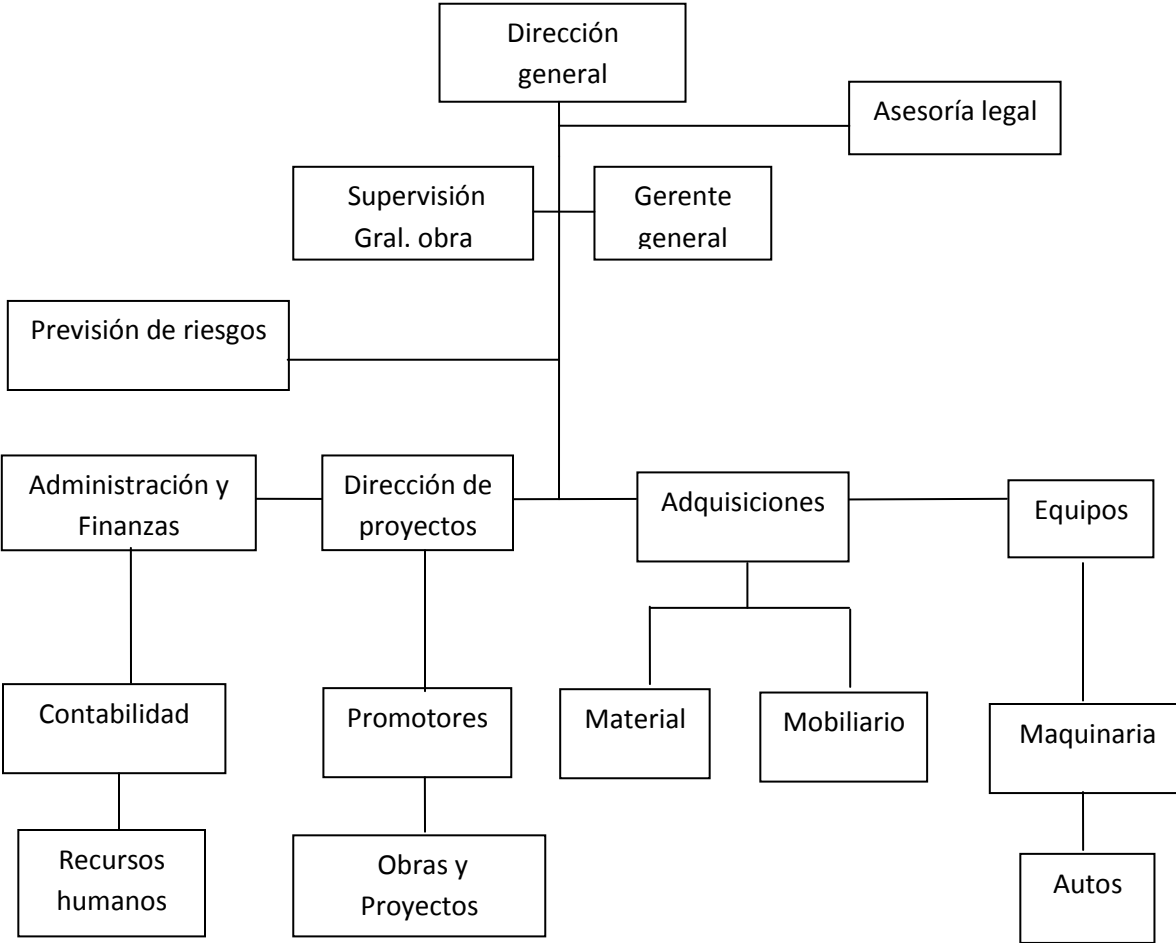 Dirección
general
Asesoría legal
Supervisión
Gral. obra
Gerente
general
Previsión de riesgos
Administración y
Finanzas
Dirección de
proyectos
Adquisiciones
Equipos
Contabilidad
Promotores
Material
Mobiliario
Maquinaria
Recursos
humanos
Obras y
Proyectos
Autos